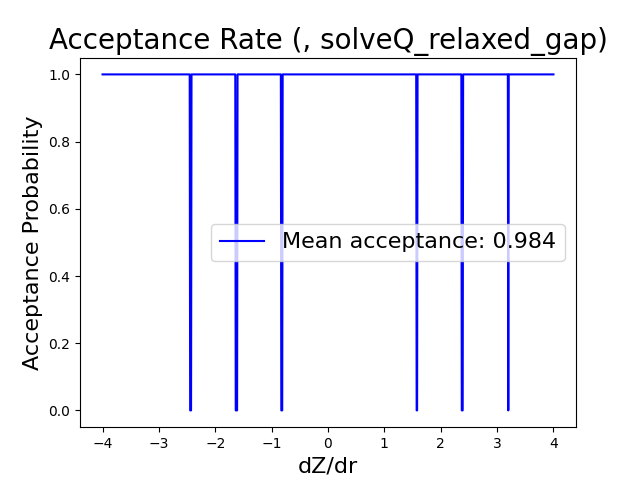 Acceptance Rate (, solveQ_relaxed_gap)
Acceptance Probability
1.0
0.8
0.6
0.4
0.2
0.0
Mean acceptance: 0.984
−4 −3 −2 −1 0 1 2 3 4
dZ/dr